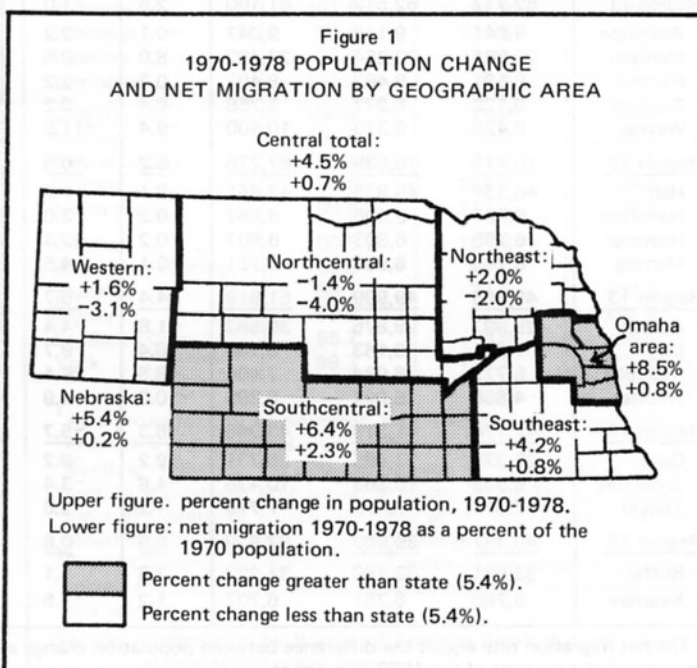 Figure 1
1970-1978 POPULATION CHANGE
AND NET MIGRATION BY GEOGRAPHIC AREA
Central total:
+4.5%
+0.7%
Western:
+1.6%
−3.1%
Northcentral:
−1.4%
−4.0%
Northeast:
+2.0%
−2.0%
Omaha
area:
+8.5%
+0.8%
Nebraska:
+5.4%
+0.2%
Southcentral:
+6.4%
+2.3%
Southeast:
+4.2%
+0.8%
Upper figure. percent change in population, 1970-1978.
Lower figure: net migration 1970-1978 as a percent of the
1970 population.
Percent change greater than state (5.4%).
Percent change less than state (5.4%).